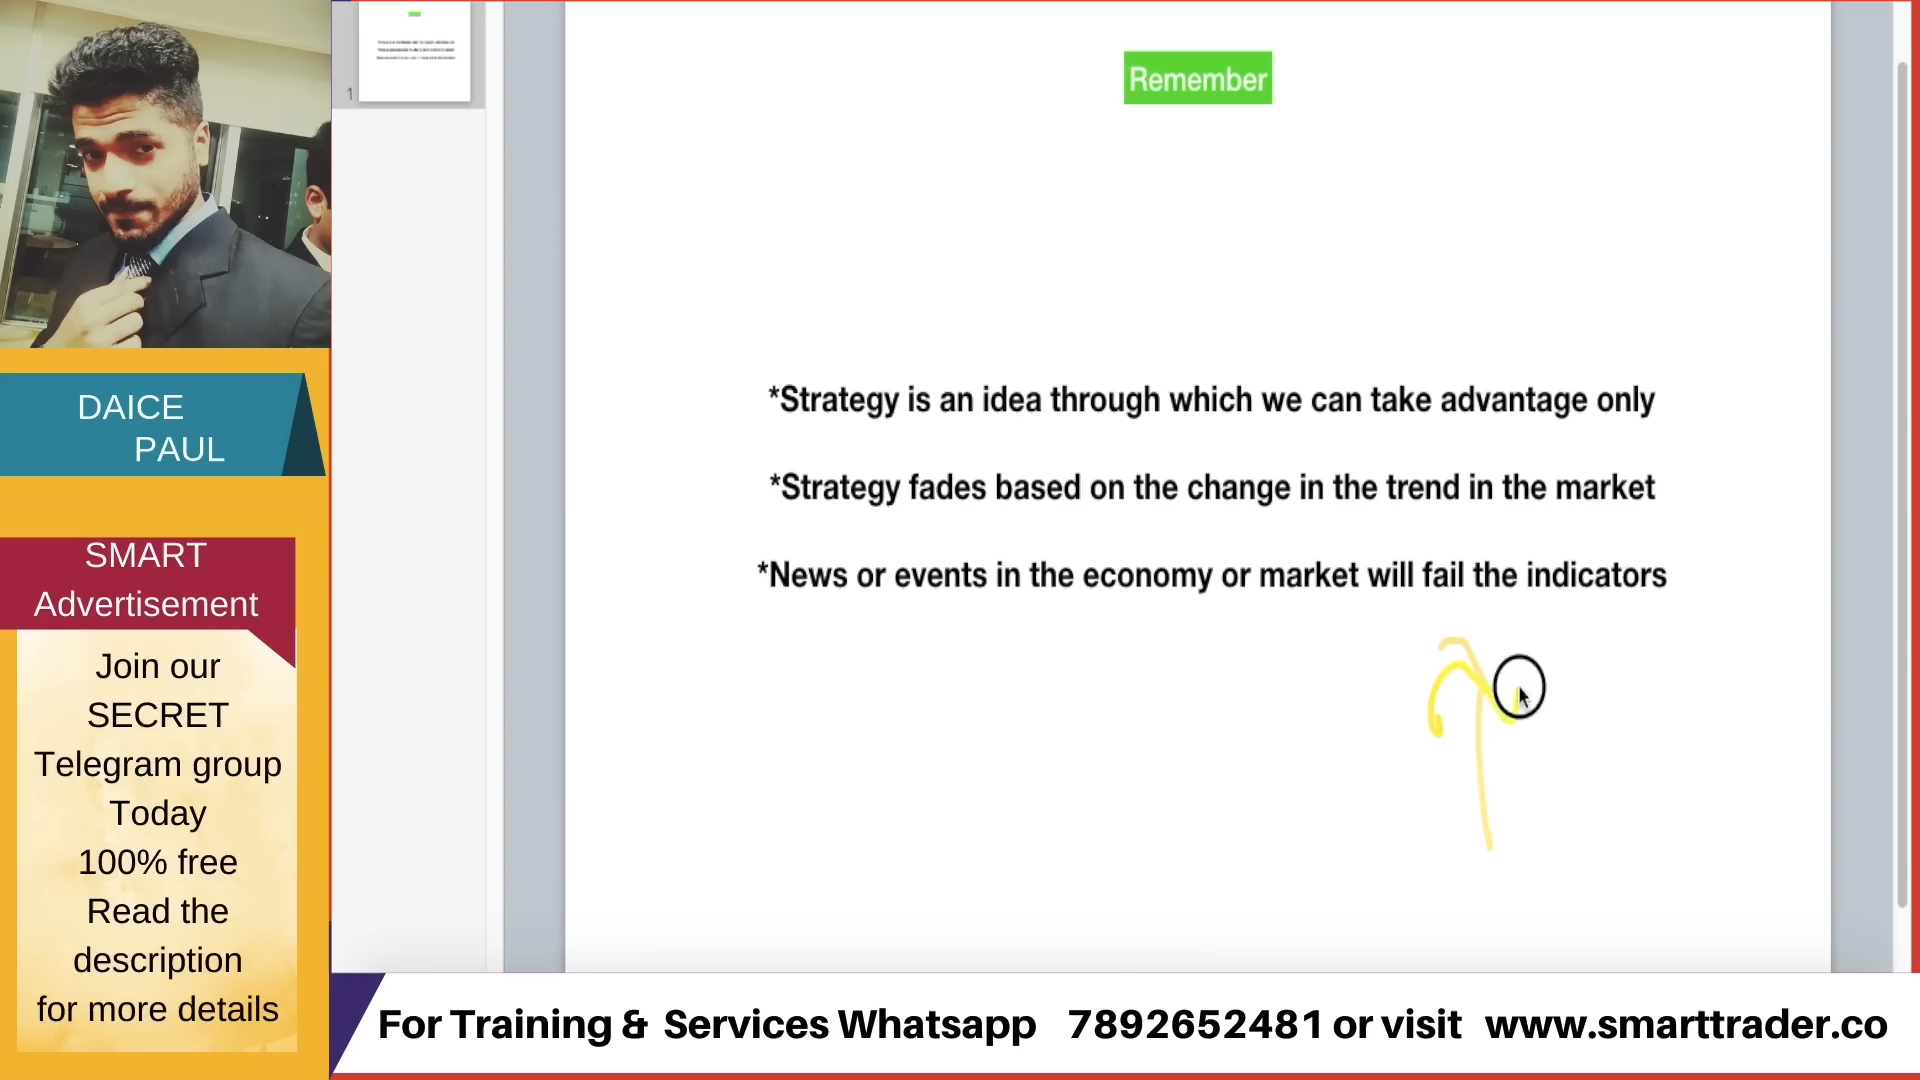 DAICE
PAUL
SMART
Advertisement
Join our
SECRET
Telegram group
Today
100% free
Read the
description
for more details
1
Remember
*Strategy is an idea through which we can take advantage only
*Strategy fades based on the change in the trend in the market
*News or events in the economy or market will fail the indicators
For Training & Services Whatsapp 7892652481 or visit www.smarttrader.co